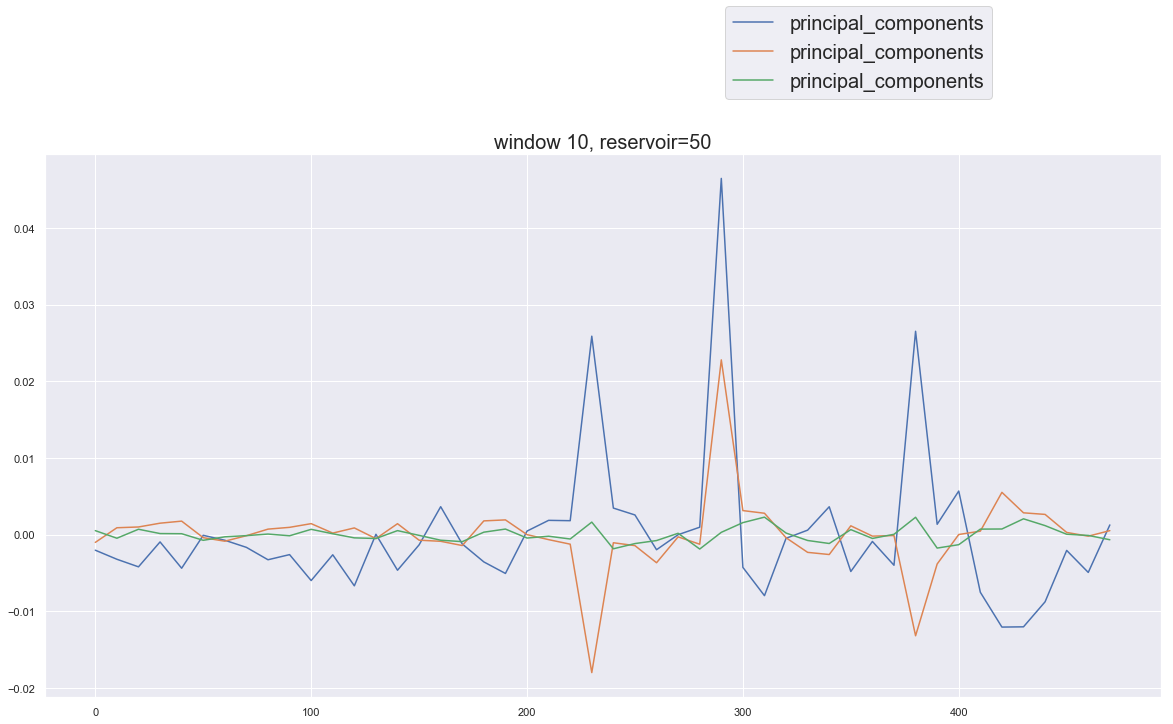 principal_components
principal_components
principal_components
window 10, reservoir=50
0.04
0.03
0.02
0.01
0.00
−0.01
−0.02
0 100 200 300 400